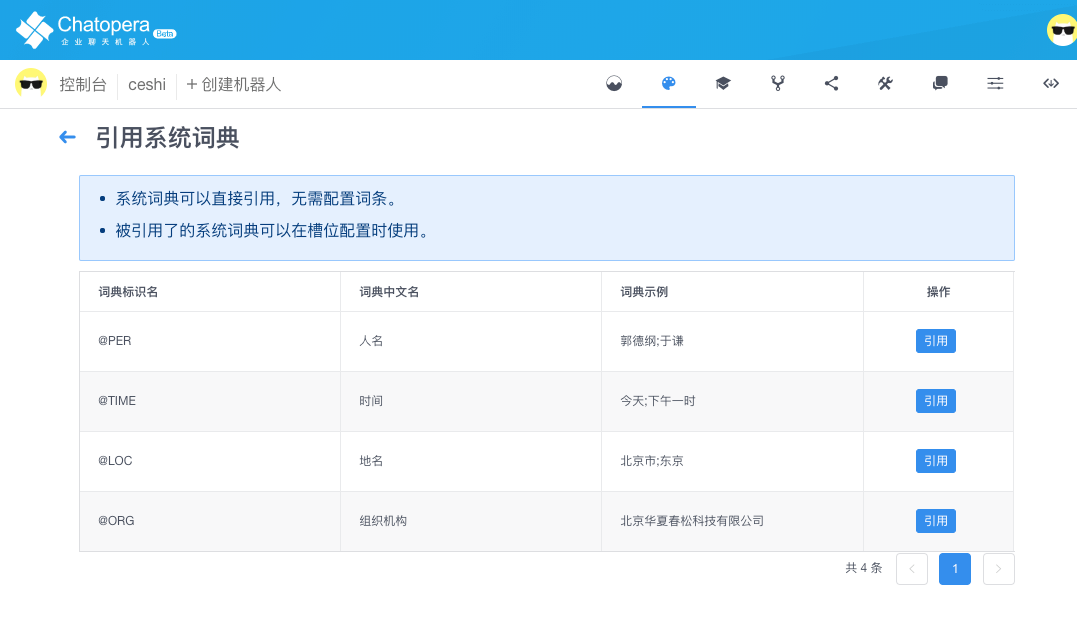 Chatopera Beta
企业聊天机器人
控制台 ceshi + 创建机器人
引用系统词典
系统词典可以直接引用，无需配置词条。
被引用了的系统词典可以在槽位配置时使用。
词典标识名 词典中文名 词典示例 操作
@PER 人名 郭德纲;于谦 引用
@TIME 时间 今天;下午一时 引用
@LOC 地名 北京市;东京 引用
@ORG 组织机构 北京华夏春松科技有限公司 引用
共 4 条 1